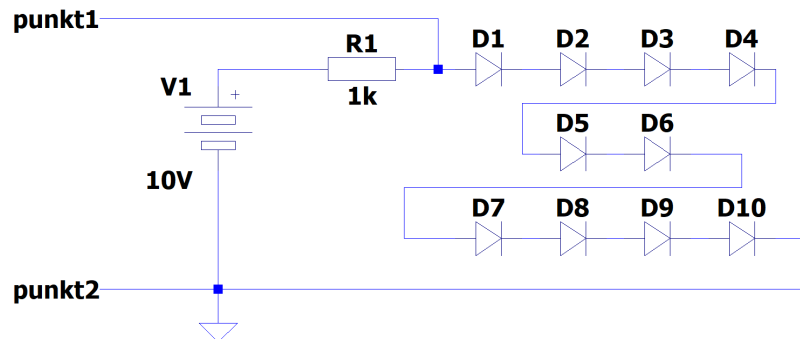 punkt1
R1
D1 D2 D3 D4
V1 +
1k
D5 D6
10V
D7 D8 D9 D10
punkt2